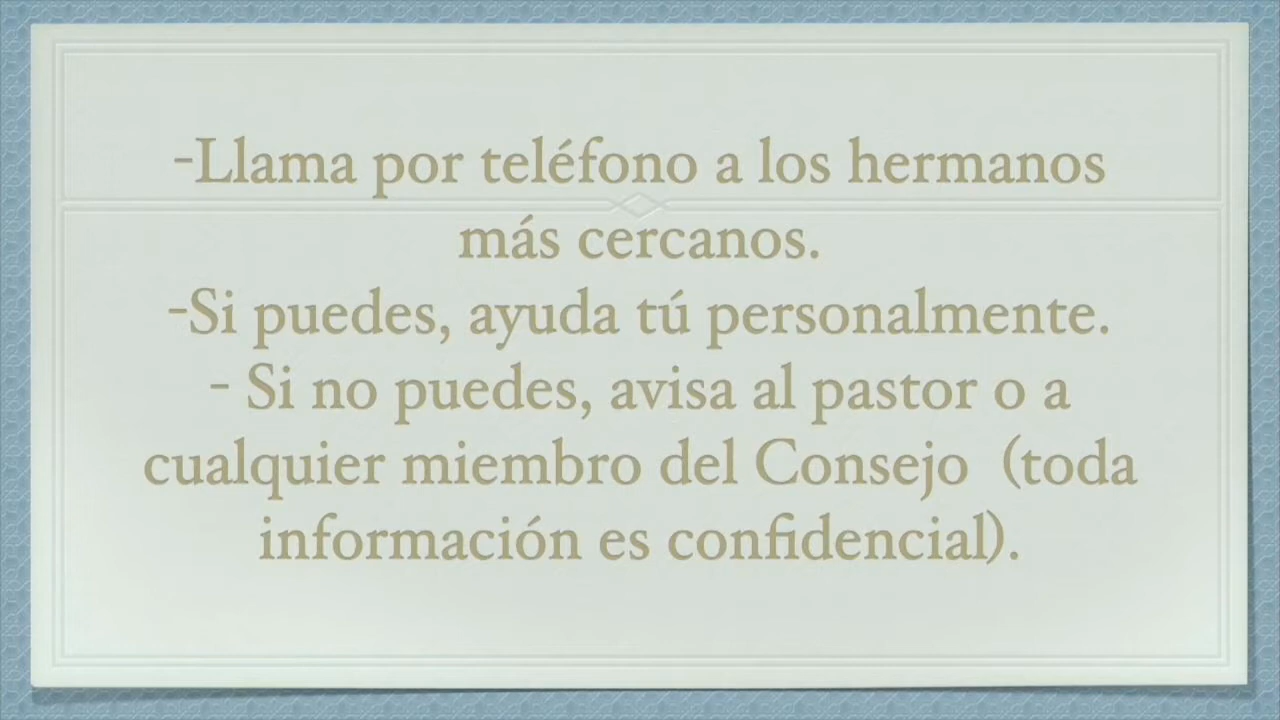 -Llama por teléfono a los hermanos
más cercanos.
-Si puedes, ayuda tú personalmente.
- Si no puedes, avisa al pastor o a
cualquier miembro del Consejo (toda
información es confidencial).